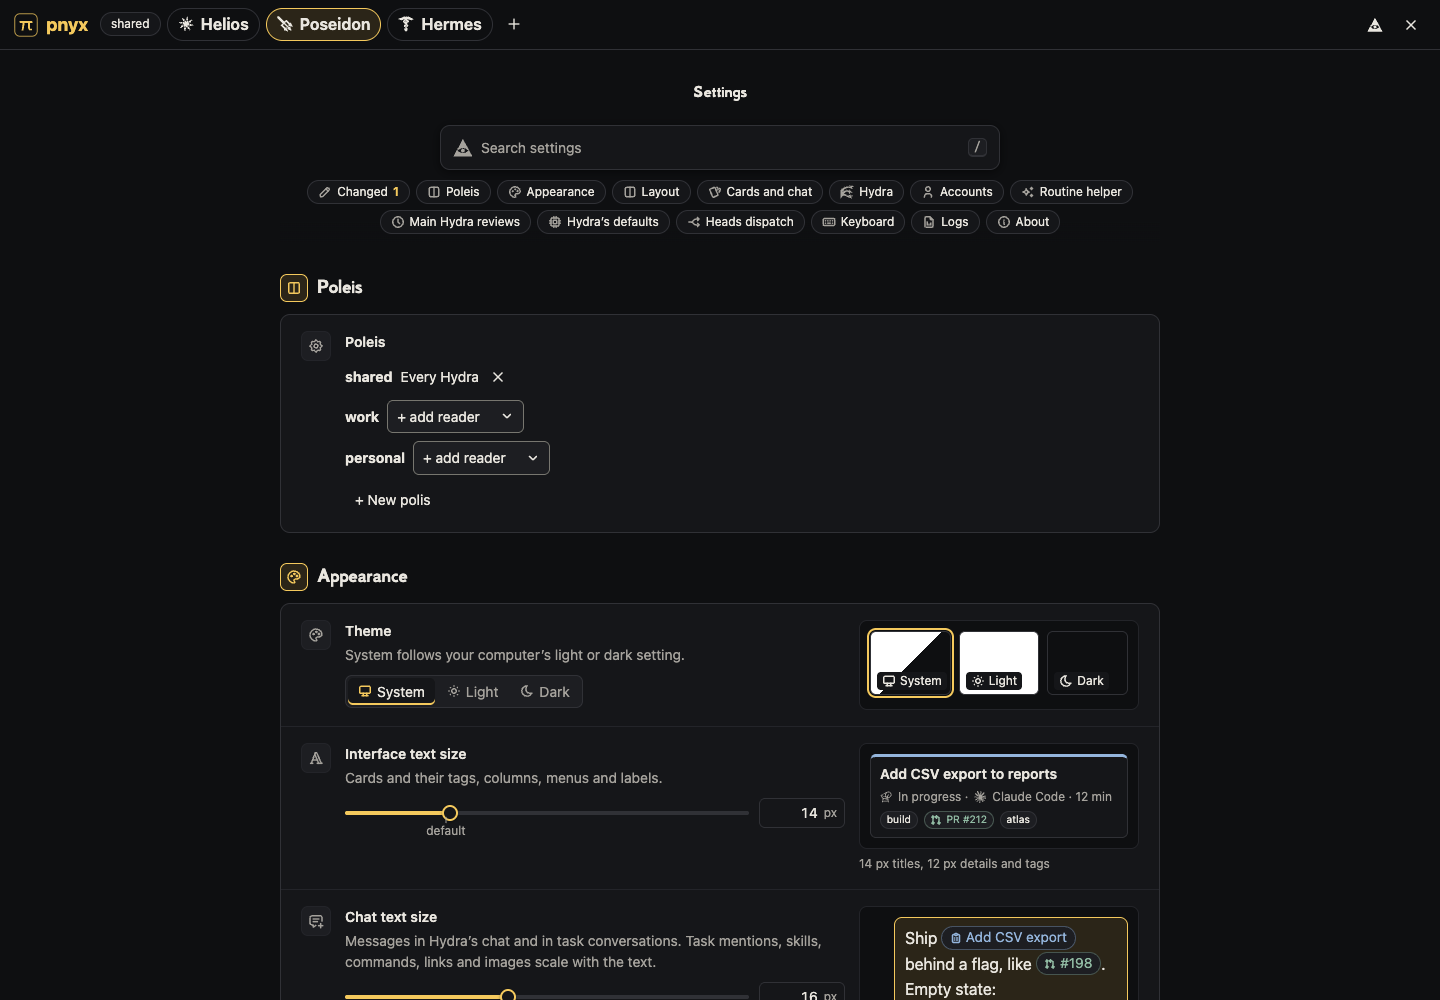 π pnyx shared Helios Poseidon Hermes +
Settings
Search settings /
Changed 1 Poleis Appearance Layout Cards and chat Hydra Accounts Routine helper
Main Hydra reviews Hydra’s defaults Heads dispatch Keyboard Logs About
Poleis
Poleis
shared Every Hydra
work + add reader
personal + add reader
+ New polis
Appearance
Theme
System follows your computer’s light or dark setting.
System Light Dark
System Light Dark
Interface text size
Cards and their tags, columns, menus and labels.
14 px
default
Add CSV export to reports
In progress · Claude Code · 12 min
build PR #212 atlas
14 px titles, 12 px details and tags
Chat text size
Messages in Hydra’s chat and in task conversations. Task mentions, skills,
commands, links and images scale with the text.
16 px
Ship Add CSV export
behind a flag, like #198.
Empty state: